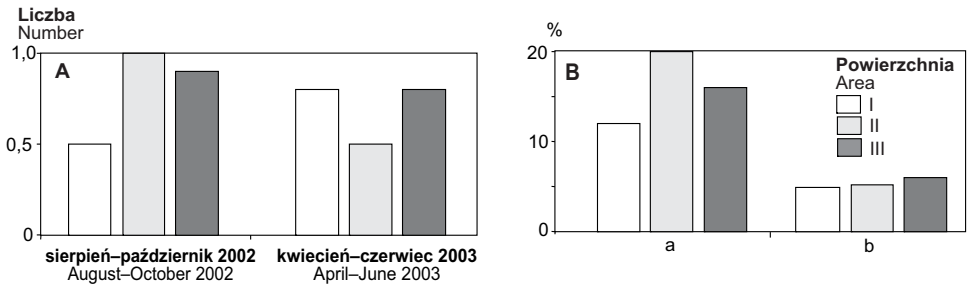 Liczba
Number
1,0
0,5
0
A
sierpień–październik 2002
August–October 2002
kwiecień–czerwiec 2003
April–June 2003
%
20
10
0
B
Powierzchnia
Area
I
II
III
a
b